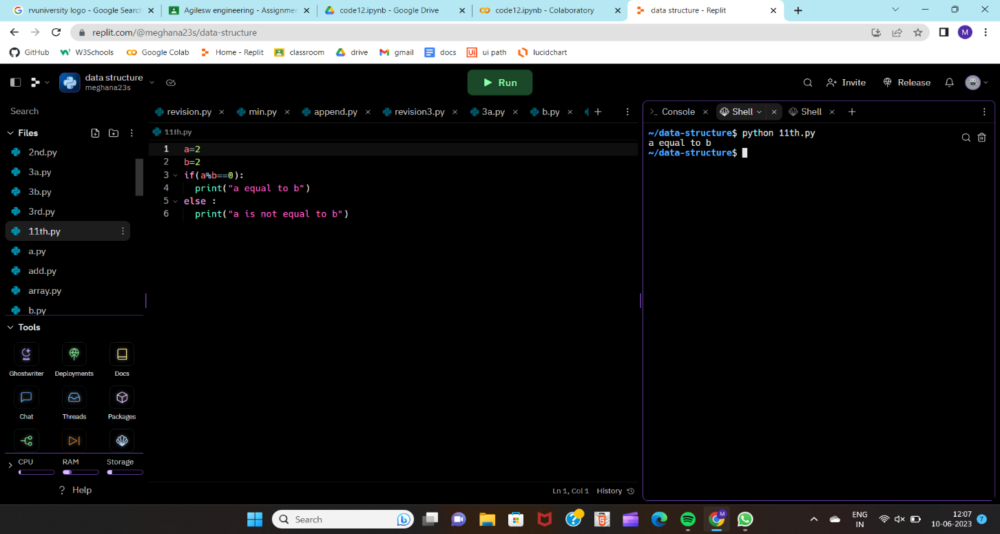 rvuniversity logo - Google Search
Agilesw engineering - Assignmer
code12.ipynb - Google Drive
code12.ipynb - Colaboratory
data structure - Replit
replit.com/@meghana23s/data-structure
M
GitHub
W3Schools
Google Colab
Home - Replit
classroom
drive
gmail
docs
ui path
lucidchart
data structure
meghana23s
Run
Invite
Release
Search
revision.py
min.py
append.py
revision3.py
3a.py
b.py
Console
Shell
Shell
Files
11th.py
2nd.py
3a.py
3b.py
3rd.py
11th.py
a.py
add.py
array.py
b.py
1 a=2
2 b=2
3 if(a%b==0):
4 print("a equal to b")
5 else :
6 print("a is not equal to b")
~/data-structure$ python 11th.py
a equal to b
~/data-structure$
Tools
Ghostwriter
Deployments
Docs
Chat
Threads
Packages
CPU
RAM
Storage
Help
Ln 1, Col 1 History
Search
M
ENG
IN
12:07
10-06-2023
7